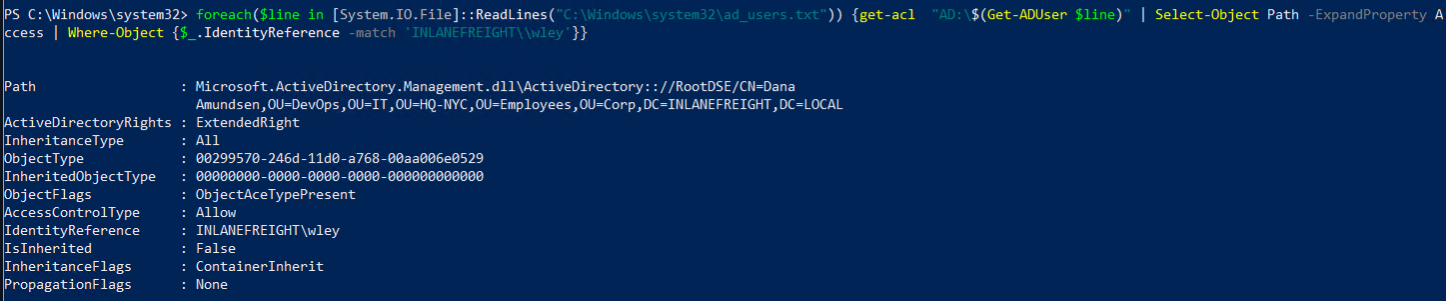 PS C:\Windows\system32> foreach($line in [System.IO.File]::ReadLines("C:\Windows\system32\ad_users.txt")) {get-acl  "AD:\$(Get-ADUser $line)" | Select-Object Path -ExpandProperty A
ccess | Where-Object {$_.IdentityReference -match 'INLANEFREIGHT\\wley'}}
Path                  : Microsoft.ActiveDirectory.Management.dll\ActiveDirectory:://RootDSE/CN=Dana
                        Amundsen,OU=DevOps,OU=IT,OU=HQ-NYC,OU=Employees,OU=Corp,DC=INLANEFREIGHT,DC=LOCAL
ActiveDirectoryRights : ExtendedRight
InheritanceType       : All
ObjectType            : 00299570-246d-11d0-a768-00aa006e0529
InheritedObjectType   : 00000000-0000-0000-0000-000000000000
ObjectFlags           : ObjectAceTypePresent
AccessControlType     : Allow
IdentityReference     : INLANEFREIGHT\wley
IsInherited           : False
InheritanceFlags      : ContainerInherit
PropagationFlags      : None